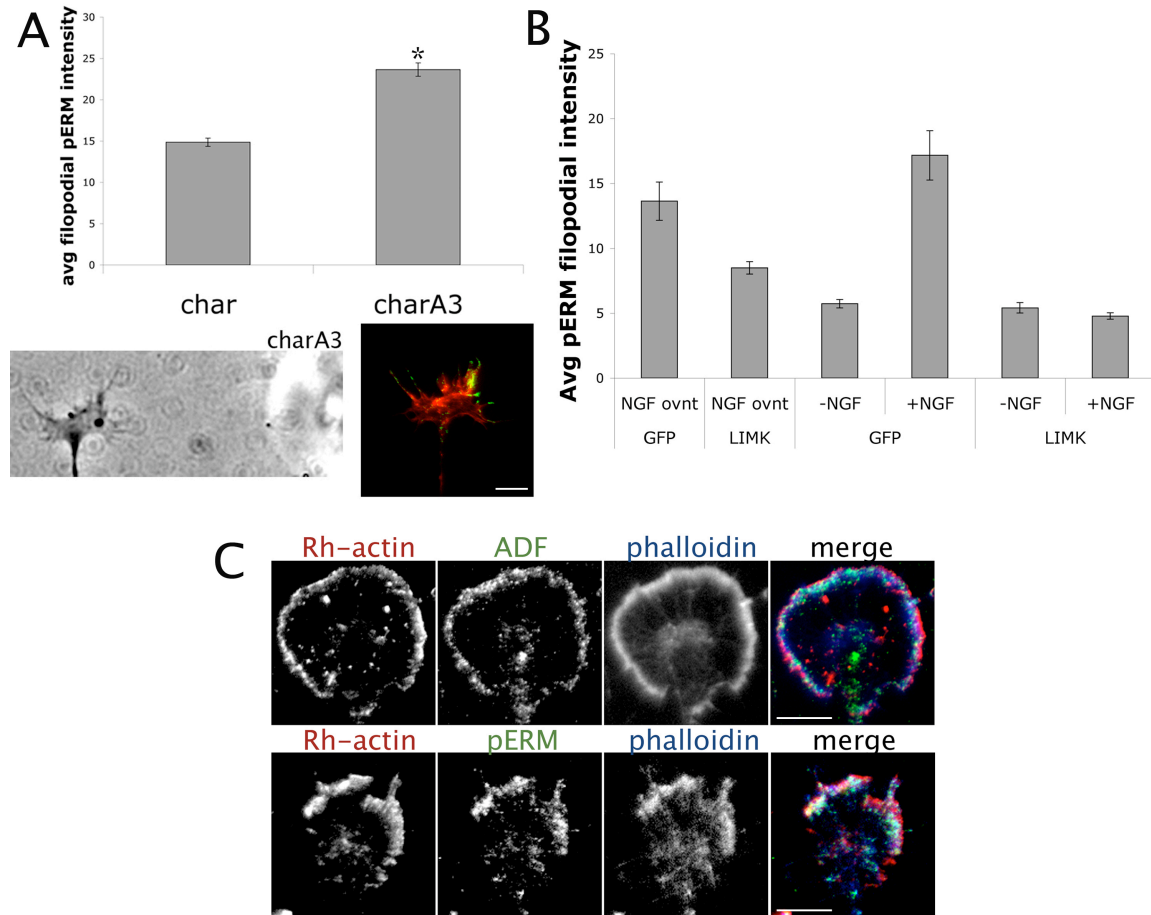 A
avg filopodial pERM intensity
30
25
20
15
10
5
0
*
char
charA3
charA3
B
Avg pERM filopodial intensity
25
20
15
10
5
0
NGF ovnt NGF ovnt -NGF +NGF -NGF +NGF
GFP LIMK GFP LIMK
C
Rh-actin ADF phalloidin merge
Rh-actin pERM phalloidin merge